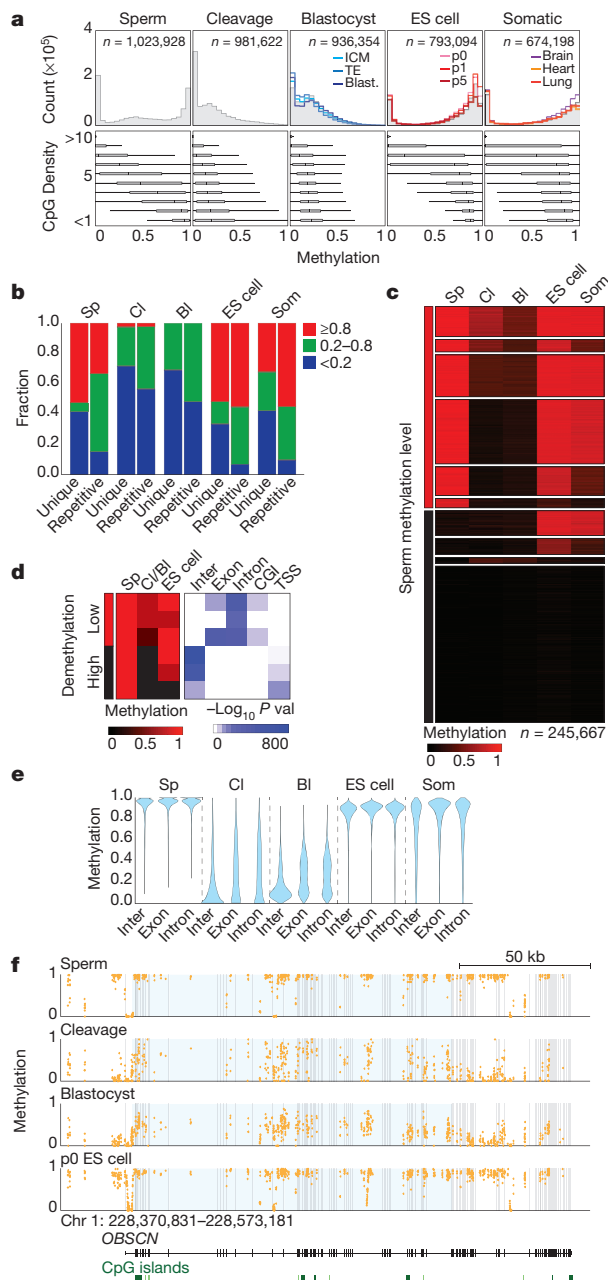 a
Sperm Cleavage Blastocyst ES cell Somatic
n = 1,023,928 n = 981,622 n = 936,354 n = 793,094 n = 674,198
ICM
TE
Blast.
p0
p1
p5
Brain
Heart
Lung
Count (×10⁵)
4
2
0
CpG Density
>10
5
<1
0 0.5 1 0 0.5 1 0 0.5 1 0 0.5 1 0 0.5 1
Methylation
b
Sp Cl Bl ES cell Som
≥0.8
0.2–0.8
<0.2
Fraction
1.0
0.8
0.6
0.4
0.2
0.0
Unique Repetitive Unique Repetitive Unique Repetitive Unique Repetitive Unique Repetitive
c
Sp Cl Bl ES cell Som
Sperm methylation level
Methylation n = 245,667
0 0.5 1
d
Sp Cl/Bl ES cell Inter Exon Intron CGI TSS
Demethylation
Low
High
Methylation
0 0.5 1
–Log₁₀ P val
0 800
e
Sp Cl Bl ES cell Som
Methylation
1.0
0.8
0.6
0.4
0.2
0.0
Inter Exon Intron Inter Exon Intron Inter Exon Intron Inter Exon Intron Inter Exon Intron
f
50 kb
Sperm
1
0
Cleavage
1
0
Blastocyst
1
0
p0 ES cell
1
0
Methylation
Chr 1: 228,370,831–228,573,181
OBSCN
CpG islands